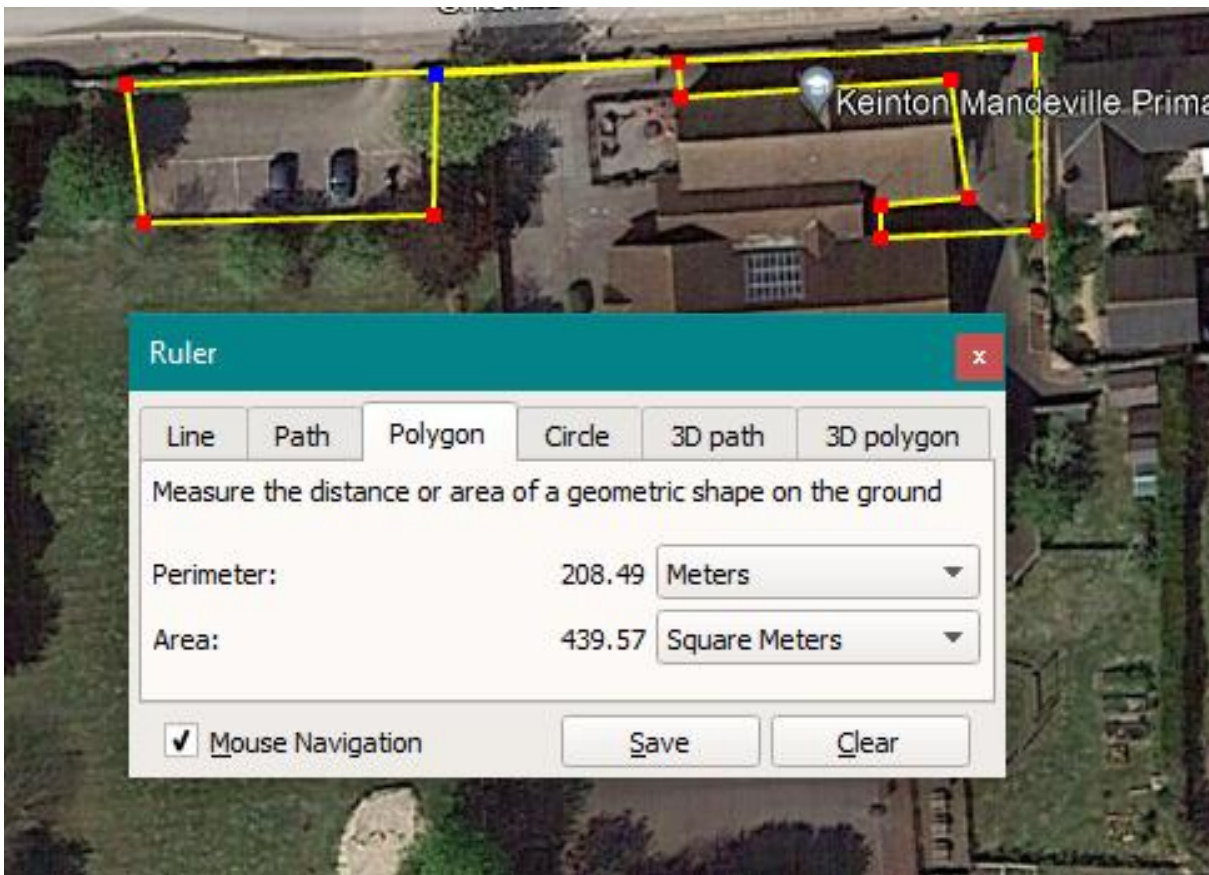 Keinton Mandeville Prima
Ruler
x
Line Path Polygon Circle 3D path 3D polygon
Measure the distance or area of a geometric shape on the ground
Perimeter: 208.49 Meters
Area: 439.57 Square Meters
Mouse Navigation Save Clear